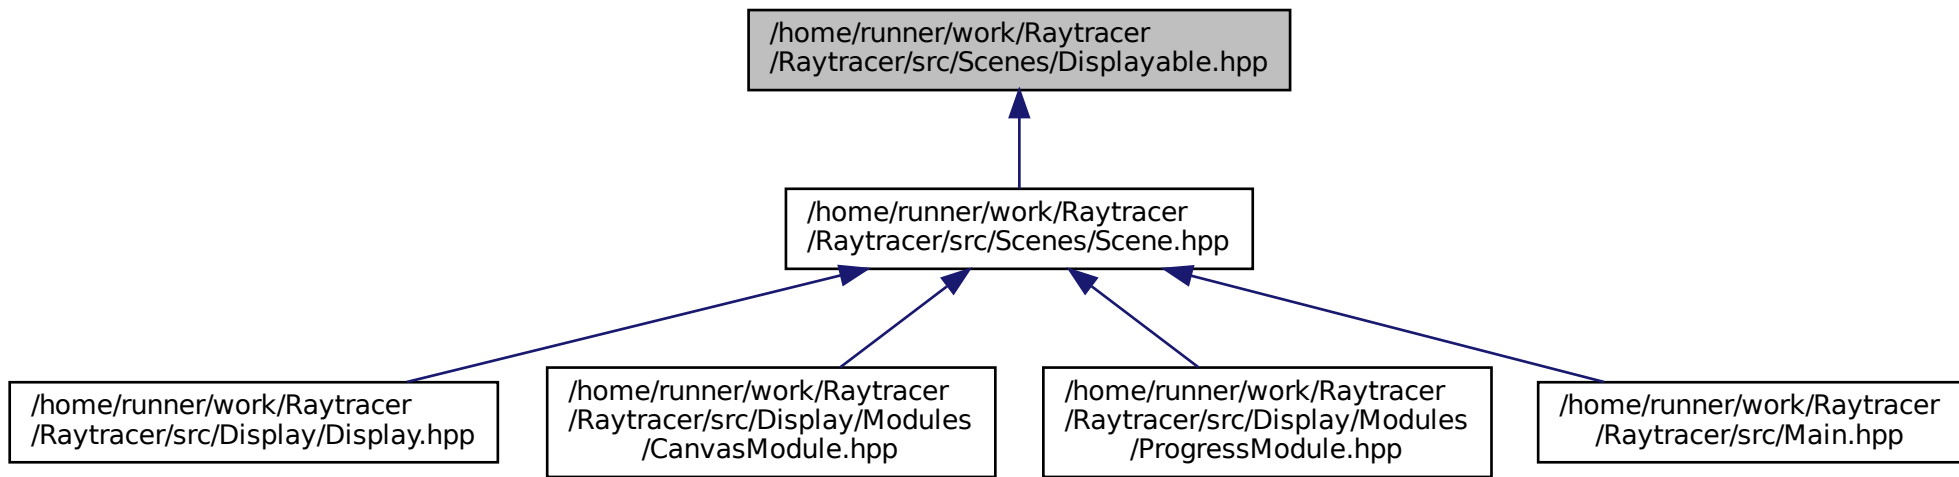 /home/runner/work/Raytracer
/Raytracer/src/Scenes/Displayable.hpp
/home/runner/work/Raytracer
/Raytracer/src/Scenes/Scene.hpp
/home/runner/work/Raytracer
/Raytracer/src/Display/Display.hpp
/home/runner/work/Raytracer
/Raytracer/src/Display/Modules
/CanvasModule.hpp
/home/runner/work/Raytracer
/Raytracer/src/Display/Modules
/ProgressModule.hpp
/home/runner/work/Raytracer
/Raytracer/src/Main.hpp